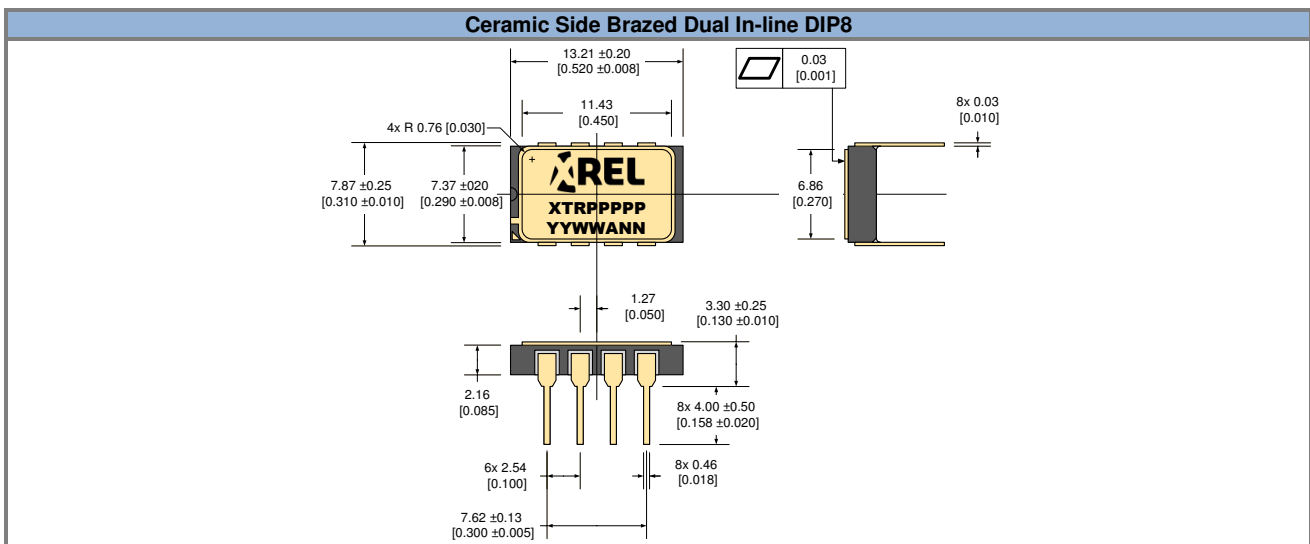 Ceramic Side Brazed Dual In-line DIP8
13.21 ±0.20
[0.520 ±0.008]
0.03
[0.001]
11.43
[0.450]
8x 0.03
[0.010]
4x R 0.76 [0.030]
+
XREL
7.87 ±0.25
[0.310 ±0.010]
7.37 ±020
[0.290 ±0.008]
XTRPPPPP
YYWWANN
6.86
[0.270]
1.27
[0.050]
3.30 ±0.25
[0.130 ±0.010]
2.16
[0.085]
8x 4.00 ±0.50
[0.158 ±0.020]
6x 2.54
[0.100]
8x 0.46
[0.018]
7.62 ±0.13
[0.300 ±0.005]